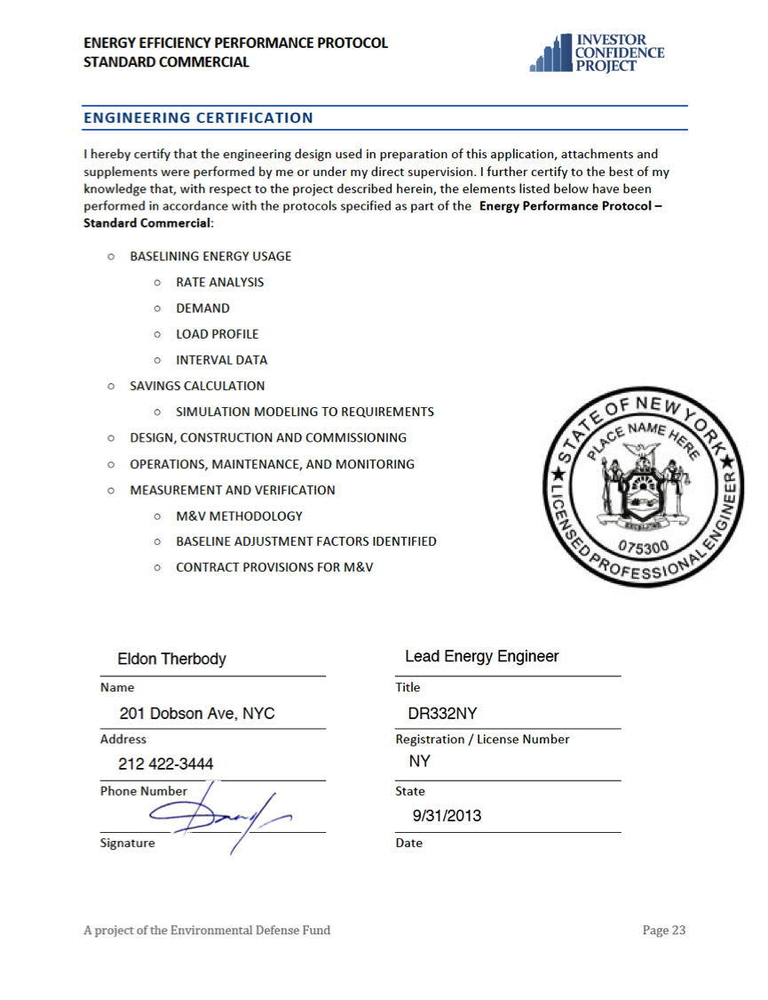 ENERGY EFFICIENCY PERFORMANCE PROTOCOL
STANDARD COMMERCIAL
INVESTOR
CONFIDENCE
PROJECT
ENGINEERING CERTIFICATION
I hereby certify that the engineering design used in preparation of this application, attachments and
supplements were performed by me or under my direct supervision. I further certify to the best of my
knowledge that, with respect to the project described herein, the elements listed below have been
performed in accordance with the protocols specified as part of the Energy Performance Protocol –
Standard Commercial:
○ BASELINING ENERGY USAGE
○ RATE ANALYSIS
○ DEMAND
○ LOAD PROFILE
○ INTERVAL DATA
○ SAVINGS CALCULATION
○ SIMULATION MODELING TO REQUIREMENTS
○ DESIGN, CONSTRUCTION AND COMMISSIONING
○ OPERATIONS, MAINTENANCE, AND MONITORING
○ MEASUREMENT AND VERIFICATION
○ M&V METHODOLOGY
○ BASELINE ADJUSTMENT FACTORS IDENTIFIED
○ CONTRACT PROVISIONS FOR M&V
★ STATE OF NEW YORK ★
PLACE NAME HERE
EXCELSIOR
075300
LICENSED PROFESSIONAL ENGINEER
Eldon Therbody
Lead Energy Engineer
Name
Title
201 Dobson Ave, NYC
DR332NY
Address
Registration / License Number
212 422-3444
NY
Phone Number
State
9/31/2013
Signature
Date
A project of the Environmental Defense Fund
Page 23